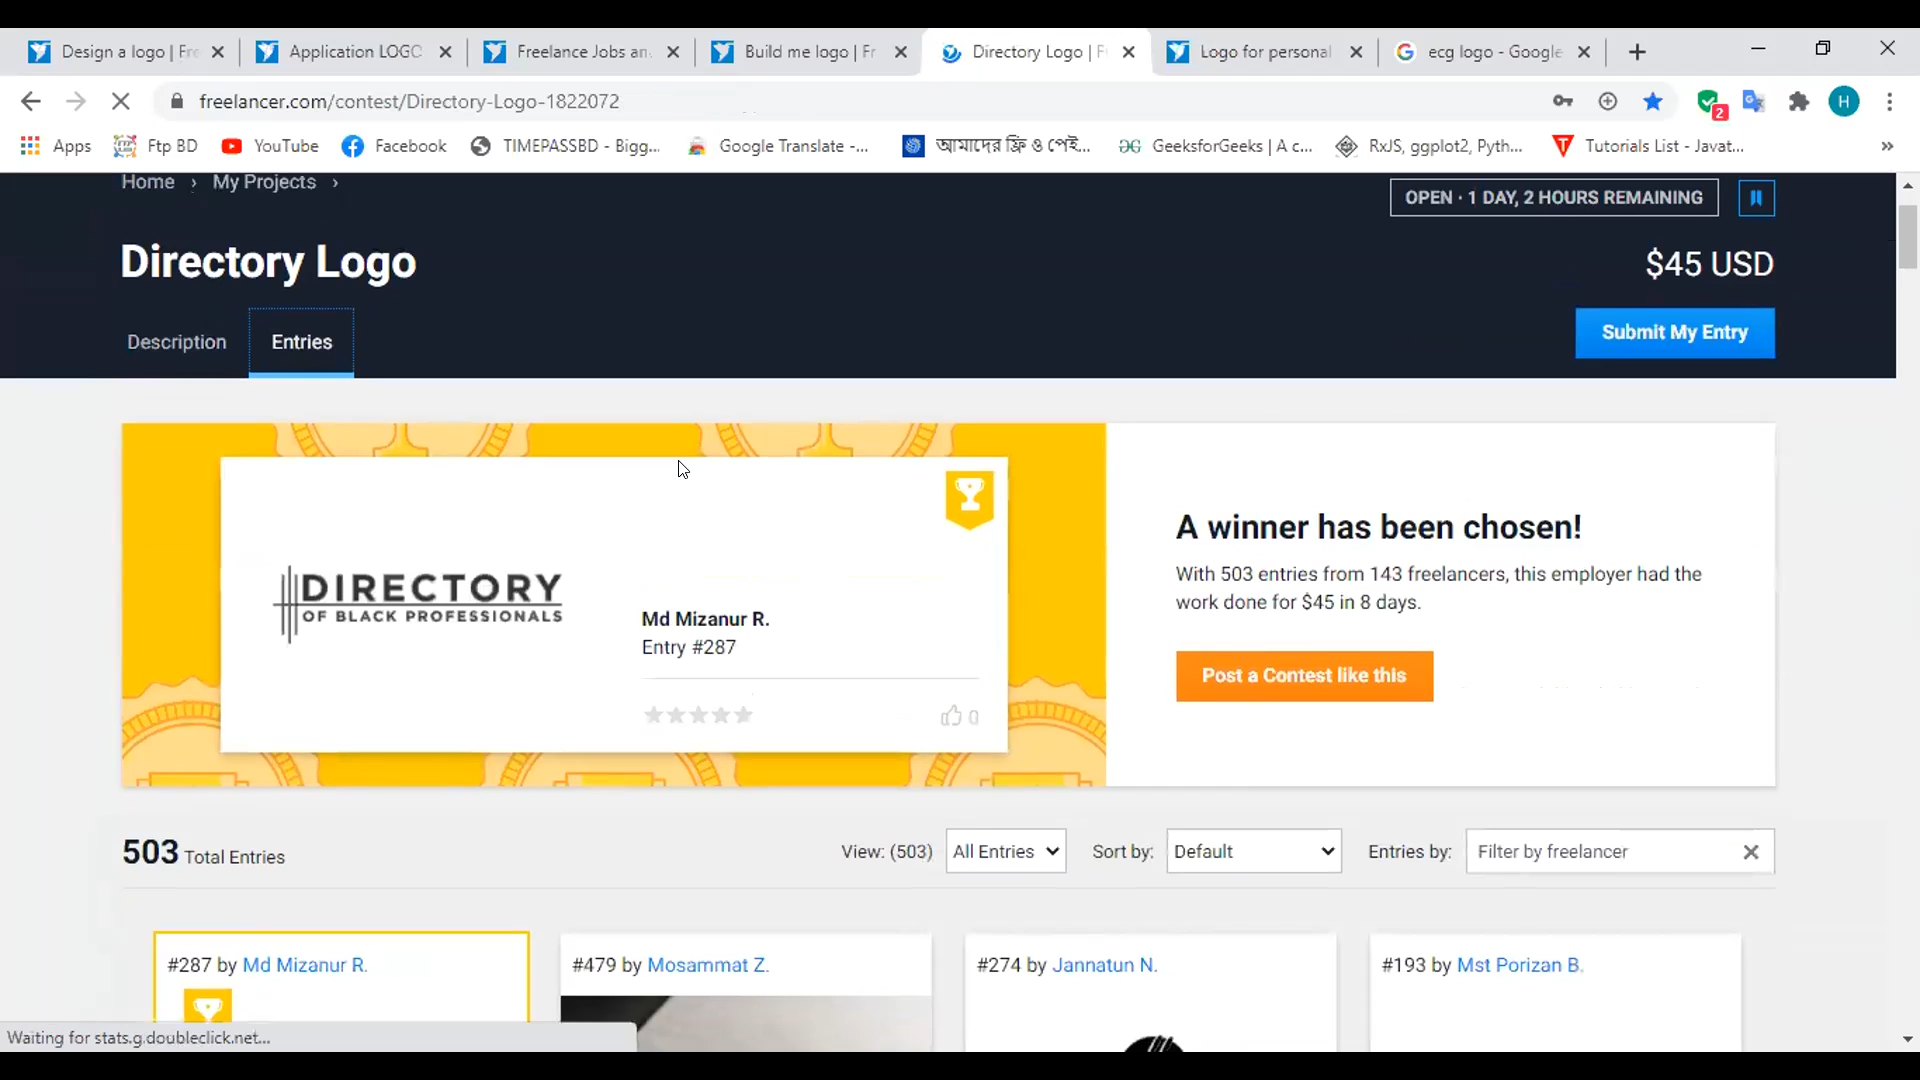 Design a logo | Fre
Application LOGO
Freelance Jobs an
Build me logo | Fr
Directory Logo | F
Logo for personal
ecg logo - Google
freelancer.com/contest/Directory-Logo-1822072
2
H
Apps
Ftp BD
YouTube
Facebook
TIMEPASSBD - Bigg...
Google Translate -...
আমাদের ফ্রি ও পেই...
GeeksforGeeks | A c...
RxJS, ggplot2, Pyth...
Tutorials List - Javat...
Home › My Projects ›
OPEN · 1 DAY, 2 HOURS REMAINING
Directory Logo
$45 USD
Description
Entries
Submit My Entry
DIRECTORY
OF BLACK PROFESSIONALS
Md Mizanur R.
Entry #287
0
A winner has been chosen!
With 503 entries from 143 freelancers, this employer had the
work done for $45 in 8 days.
Post a Contest like this
503 Total Entries
View: (503)
All Entries
Sort by:
Default
Entries by:
Filter by freelancer
#287 by Md Mizanur R.
#479 by Mosammat Z.
#274 by Jannatun N.
#193 by Mst Porizan B.
Waiting for stats.g.doubleclick.net...